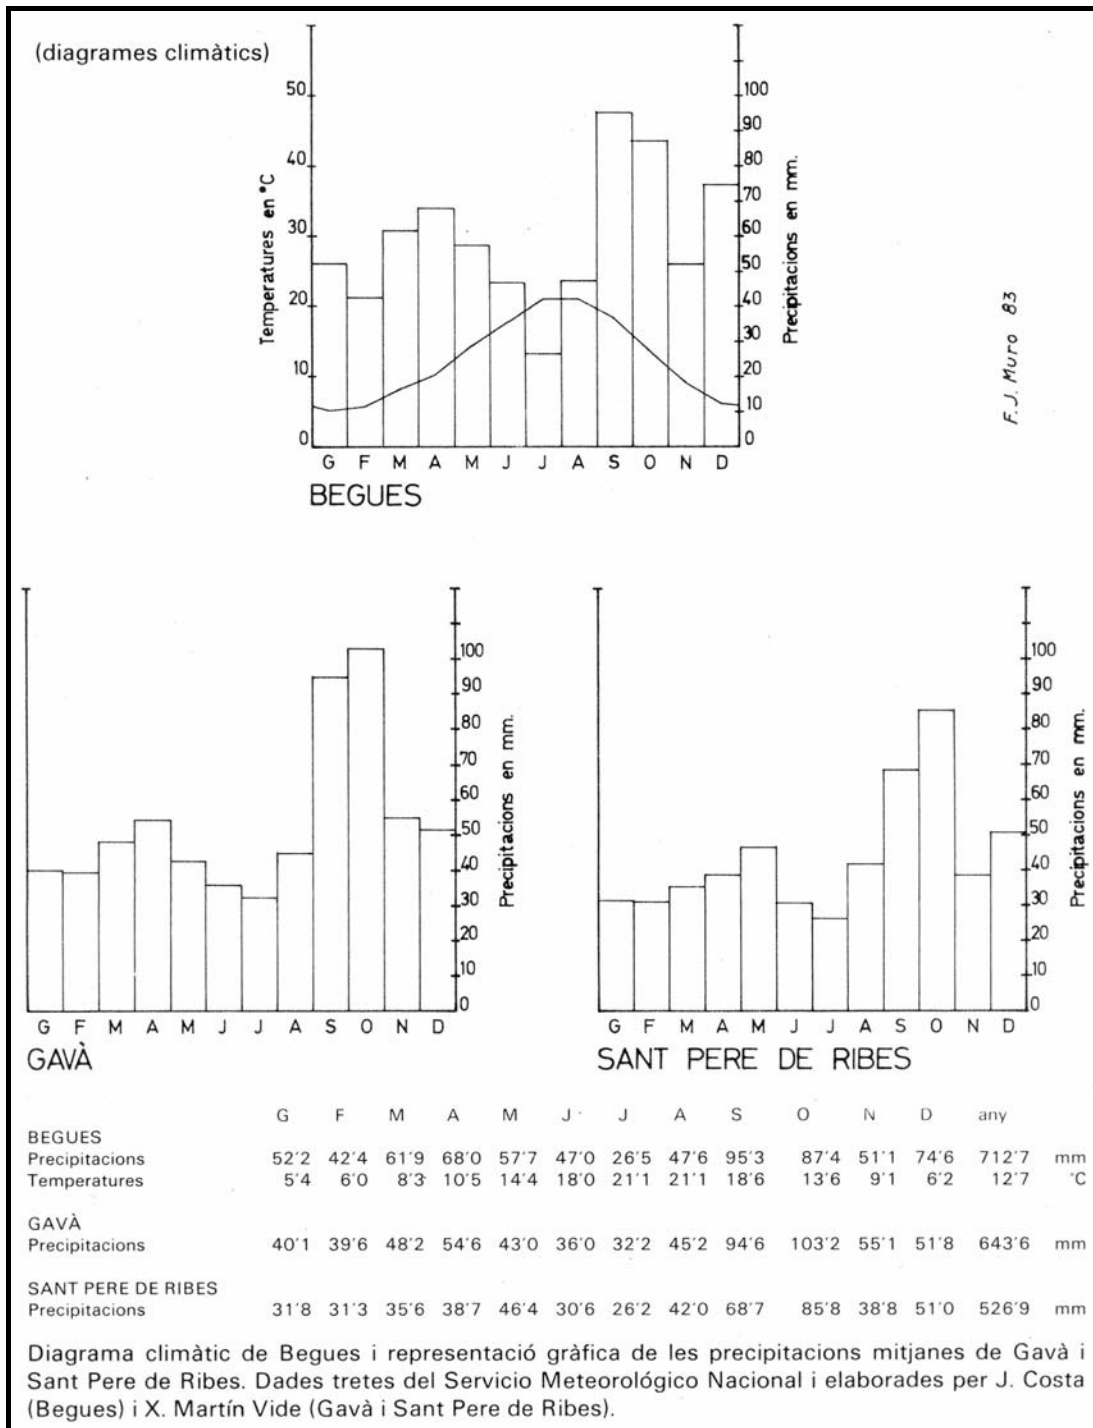 (diagrames climàtics)
50
40
30
20
10
0
Temperatures en °C
100
90
80
70
60
50
40
30
20
10
0
Precipitacions en mm.
G F M A M J J A S O N D
BEGUES
F.J. Muro 83
100
90
80
70
60
50
40
30
20
10
0
Precipitacions en mm.
G F M A M J J A S O N D
GAVÀ
100
90
80
70
60
50
40
30
20
10
0
Precipitacions en mm.
G F M A M J J A S O N D
SANT PERE DE RIBES
G F M A M J J A S O N D any
BEGUES
Precipitacions 52'2 42'4 61'9 68'0 57'7 47'0 26'5 47'6 95'3 87'4 51'1 74'6 712'7 mm
Temperatures 5'4 6'0 8'3 10'5 14'4 18'0 21'1 21'1 18'6 13'6 9'1 6'2 12'7 °C
GAVÀ
Precipitacions 40'1 39'6 48'2 54'6 43'0 36'0 32'2 45'2 94'6 103'2 55'1 51'8 643'6 mm
SANT PERE DE RIBES
Precipitacions 31'8 31'3 35'6 38'7 46'4 30'6 26'2 42'0 68'7 85'8 38'8 51'0 526'9 mm
Diagrama climàtic de Begues i representació gràfica de les precipitacions mitjanes de Gavà i
Sant Pere de Ribes. Dades tretes del Servicio Meteorológico Nacional i elaborades per J. Costa
(Begues) i X. Martín Vide (Gavà i Sant Pere de Ribes).